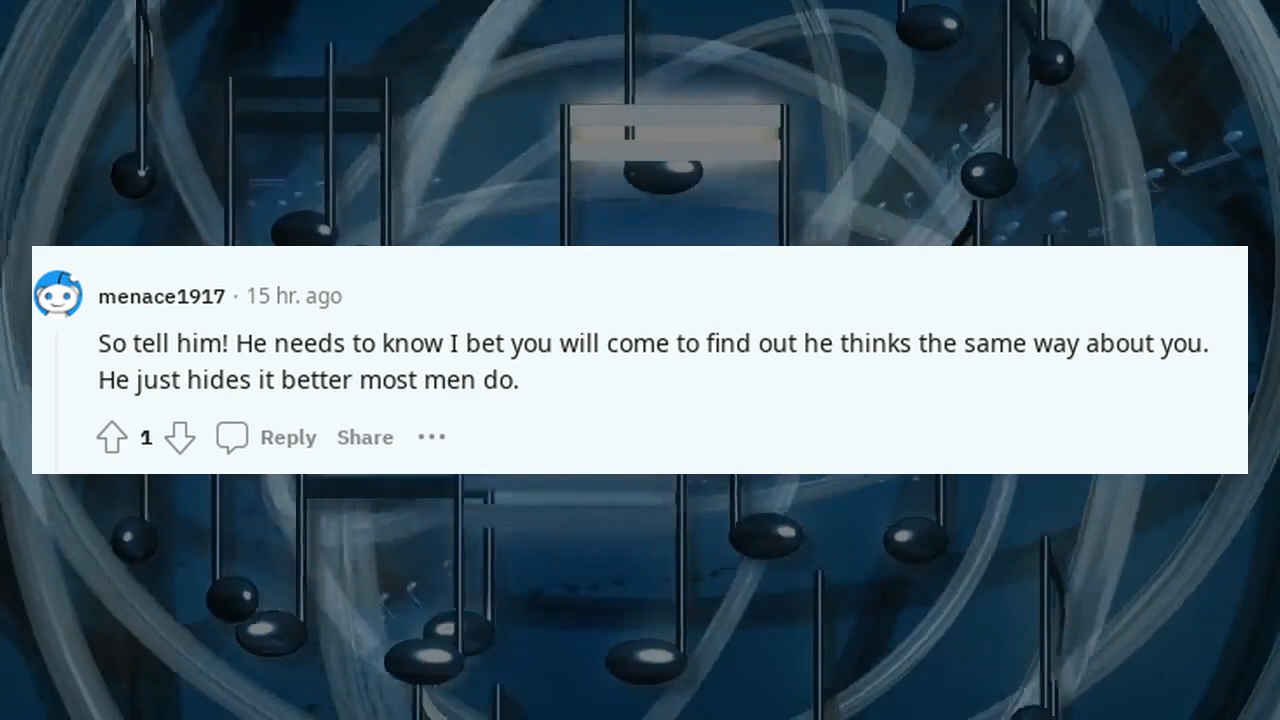 menace1917 · 15 hr. ago
So tell him! He needs to know I bet you will come to find out he thinks the same way about you.
He just hides it better most men do.
1 Reply Share ···